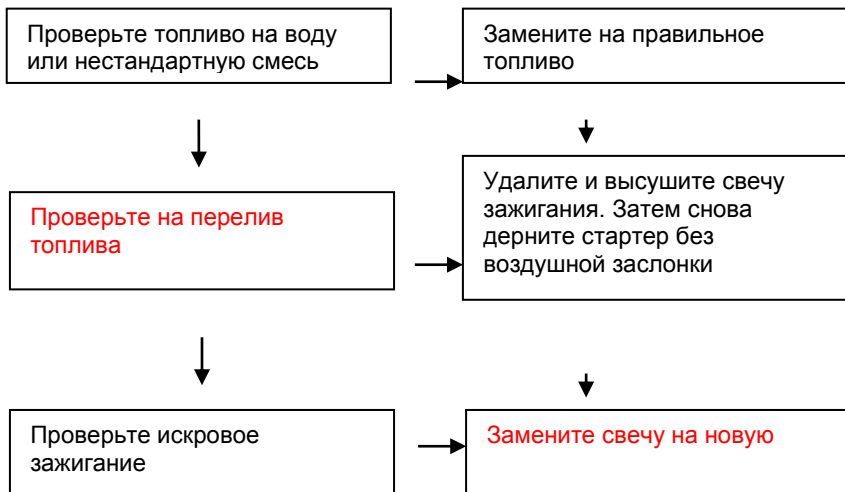 Проверьте топливо на воду
или нестандартную смесь
Замените на правильное
топливо
Проверьте на перелив
топлива
Удалите и высушите свечу
зажигания. Затем снова
дерните стартер без
воздушной заслонки
Проверьте искровое
зажигание
Замените свечу на новую